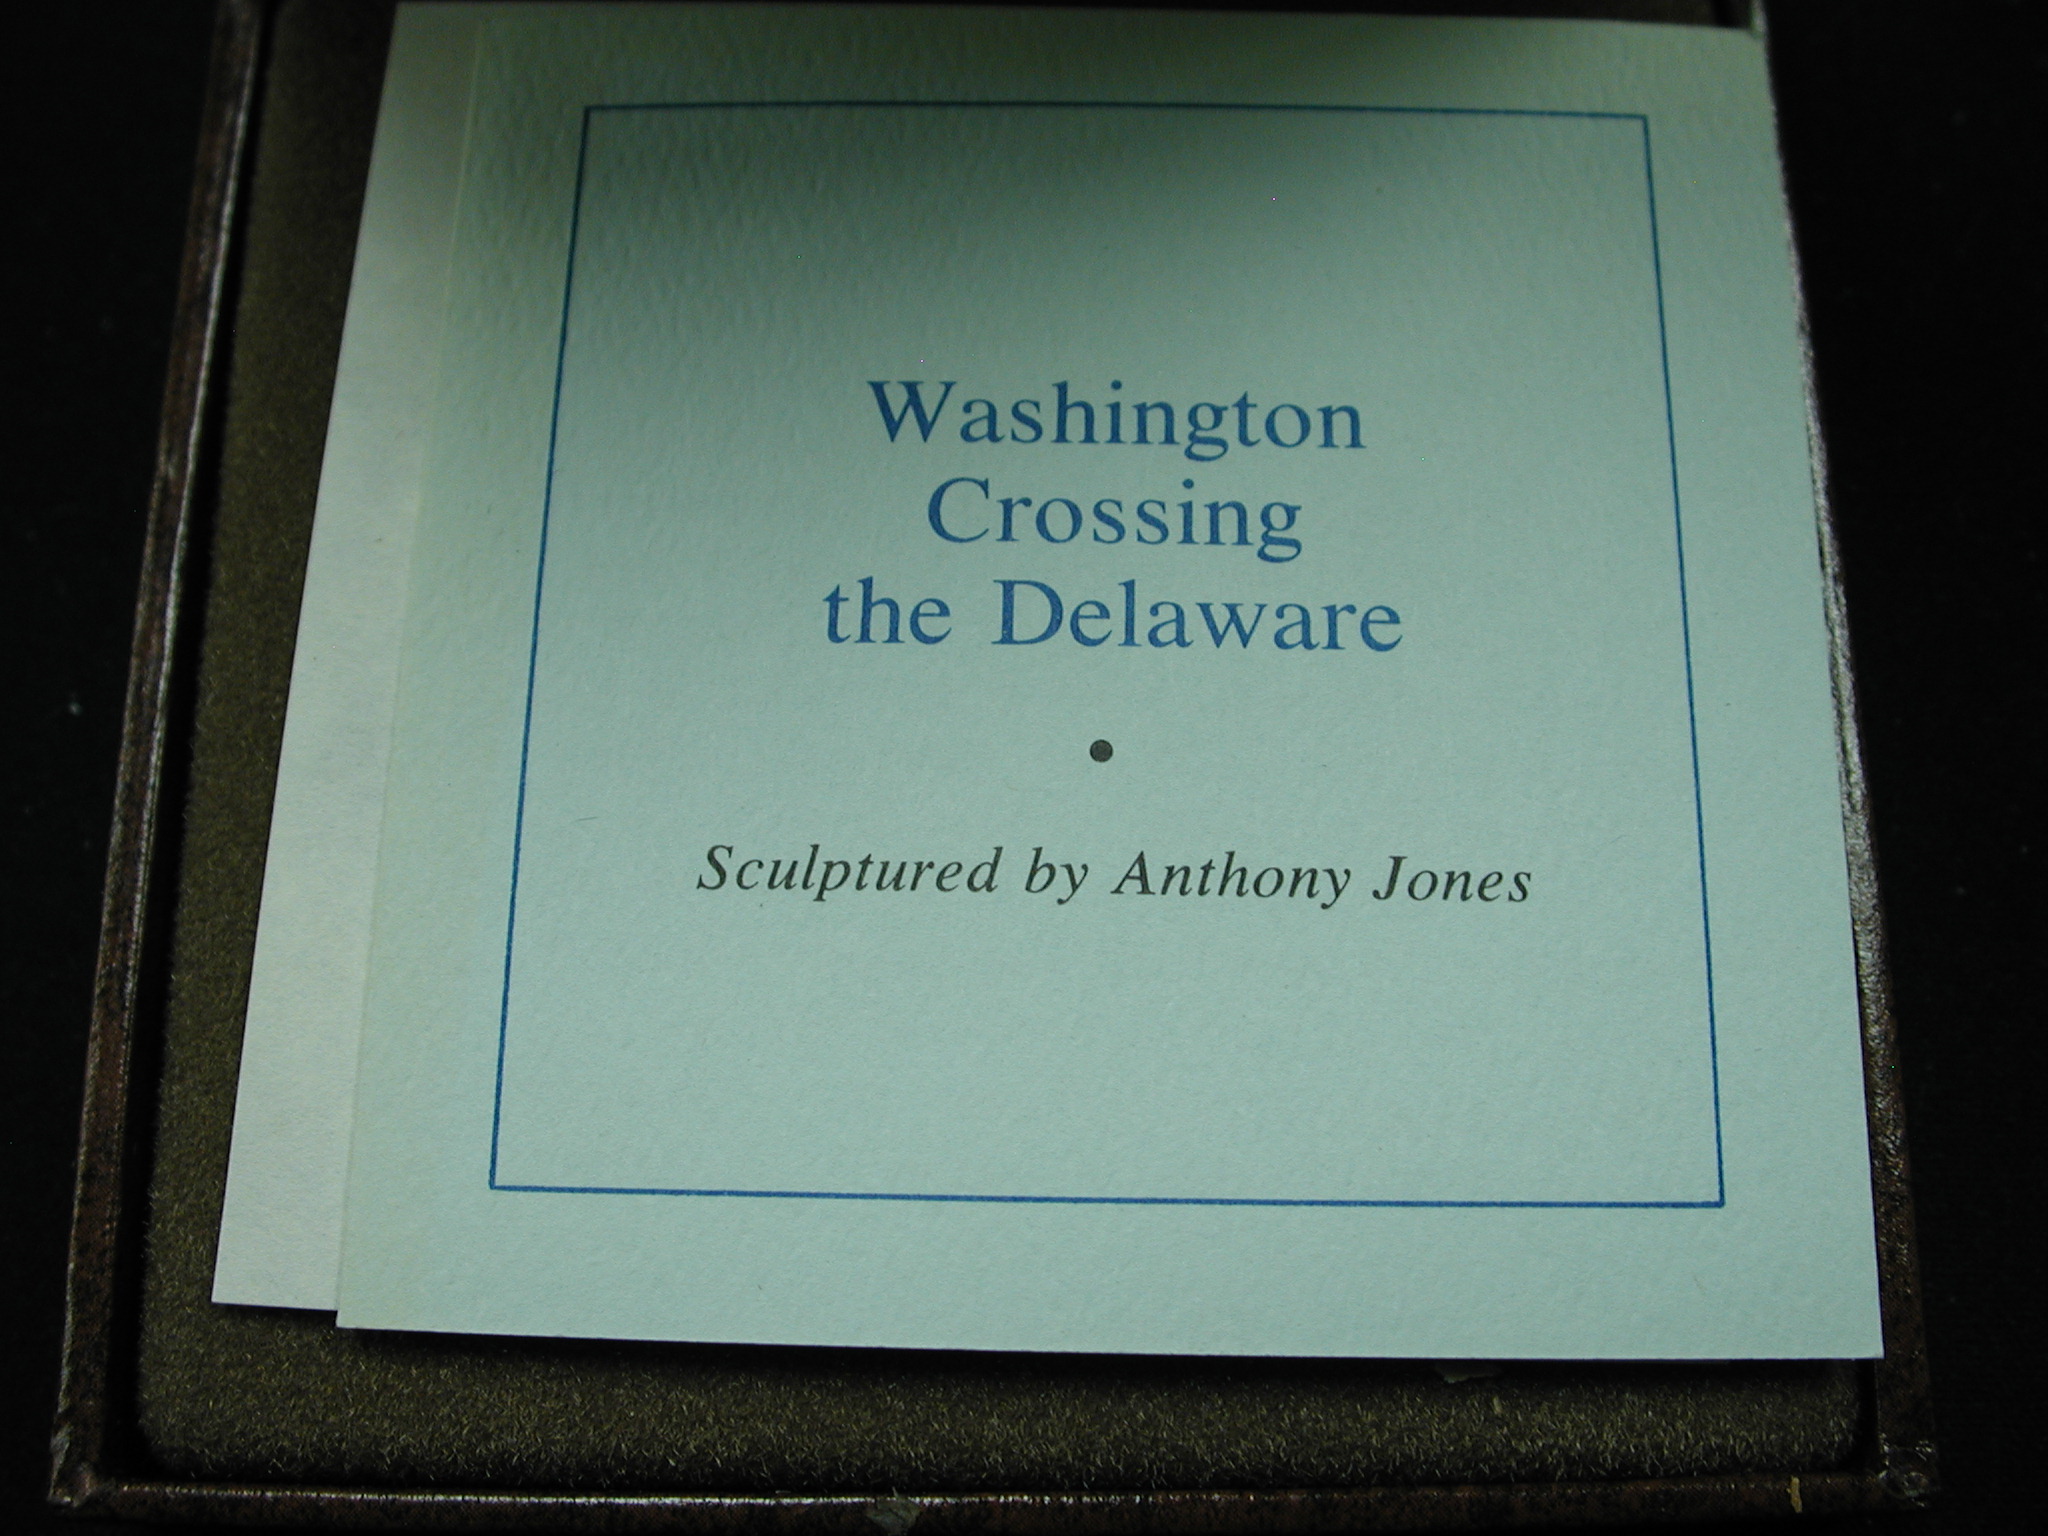 Washington
Crossing
the Delaware
•
Sculptured by Anthony Jones